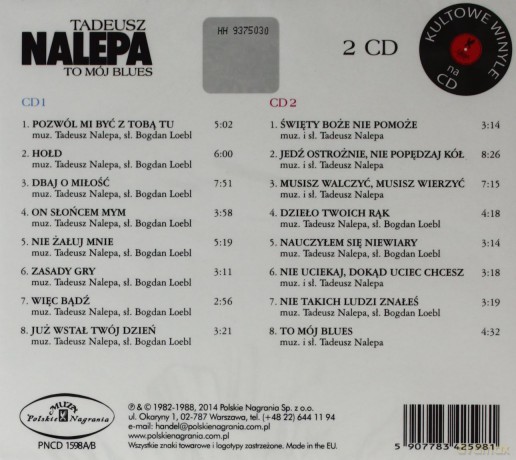 TADEUSZ
NALEPA
TO MÓJ BLUES
HH 9375030
2 CD
KULTOWE WINYLE
na
CD
CD 1
1. POZWÓL MI BYĆ Z TOBĄ TU 5:02
muz. Tadeusz Nalepa, sł. Bogdan Loebl
2. HOŁD 6:00
muz. Tadeusz Nalepa, sł. Bogdan Loebl
3. DBAJ O MIŁOŚĆ 7:51
muz. Tadeusz Nalepa, sł. Bogdan Loebl
4. ON SŁOŃCEM MYM 3:58
muz. Tadeusz Nalepa, sł. Bogdan Loebl
5. NIE ŻAŁUJ MNIE 5:19
muz. Tadeusz Nalepa, sł. Bogdan Loebl
6. ZASADY GRY 3:11
muz. Tadeusz Nalepa, sł. Bogdan Loebl
7. WIĘC BĄDŹ 2:56
muz. Tadeusz Nalepa, sł. Bogdan Loebl
8. JUŻ WSTAŁ TWÓJ DZIEŃ 3:21
muz. Tadeusz Nalepa, sł. Bogdan Loebl
CD 2
1. ŚWIĘTY BOŻE NIE POMOŻE 3:14
muz. i sł. Tadeusz Nalepa
2. JEDŹ OSTROŻNIE, NIE POPĘDZAJ KÓŁ 8:26
muz. i sł. Tadeusz Nalepa
3. MUSISZ WALCZYĆ, MUSISZ WIERZYĆ 7:15
muz. i sł. Tadeusz Nalepa
4. DZIEŁO TWOICH RĄK 4:18
muz. Tadeusz Nalepa, sł. Bogdan Loebl
5. NAUCZYŁEM SIĘ NIEWIARY 3:14
muz. Tadeusz Nalepa, sł. Bogdan Loebl
6. NIE UCIEKAJ, DOKĄD UCIEC CHCESZ 3:18
muz. i sł. Tadeusz Nalepa
7. NIE TAKICH LUDZI ZNAŁEŚ 3:19
muz. Tadeusz Nalepa, sł. Bogdan Loebl
8. TO MÓJ BLUES 4:32
muz. i sł. Tadeusz Nalepa
MUZA
Polskie Nagrania
PNCD 1598A/B
℗ & © 1982-1988, 2014 Polskie Nagrania Sp. z o.o.
ul. Okaryny 1, 02-787 Warszawa, tel. (+48 22) 644 11 94
e-mail: handel@polskienagrania.com
www.polskienagrania.com.pl
Wszystkie znaki towarowe i logotypy zastrzeżone. Made in the EU.
5 907783 425981